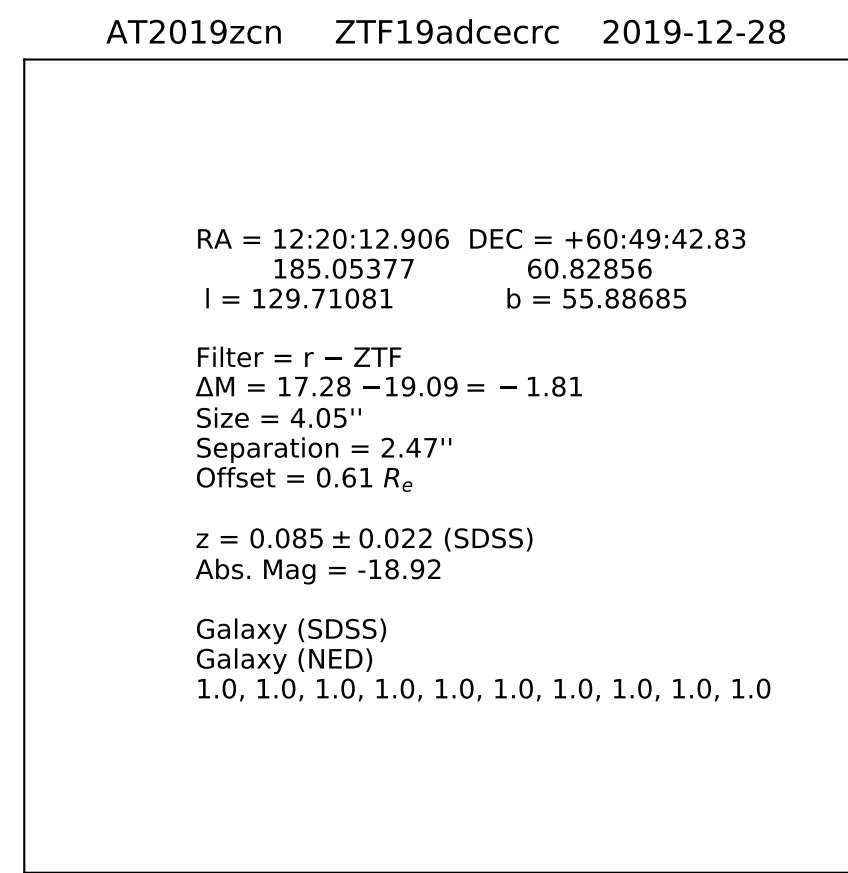 AT2019zcn ZTF19adcecrc 2019-12-28
RA = 12:20:12.906 DEC = +60:49:42.83
185.05377 60.82856
l = 129.71081 b = 55.88685
Filter = r − ZTF
ΔM = 17.28 −19.09 = − 1.81
Size = 4.05''
Separation = 2.47''
Offset = 0.61 Re
z = 0.085 ± 0.022 (SDSS)
Abs. Mag = -18.92
Galaxy (SDSS)
Galaxy (NED)
1.0, 1.0, 1.0, 1.0, 1.0, 1.0, 1.0, 1.0, 1.0, 1.0